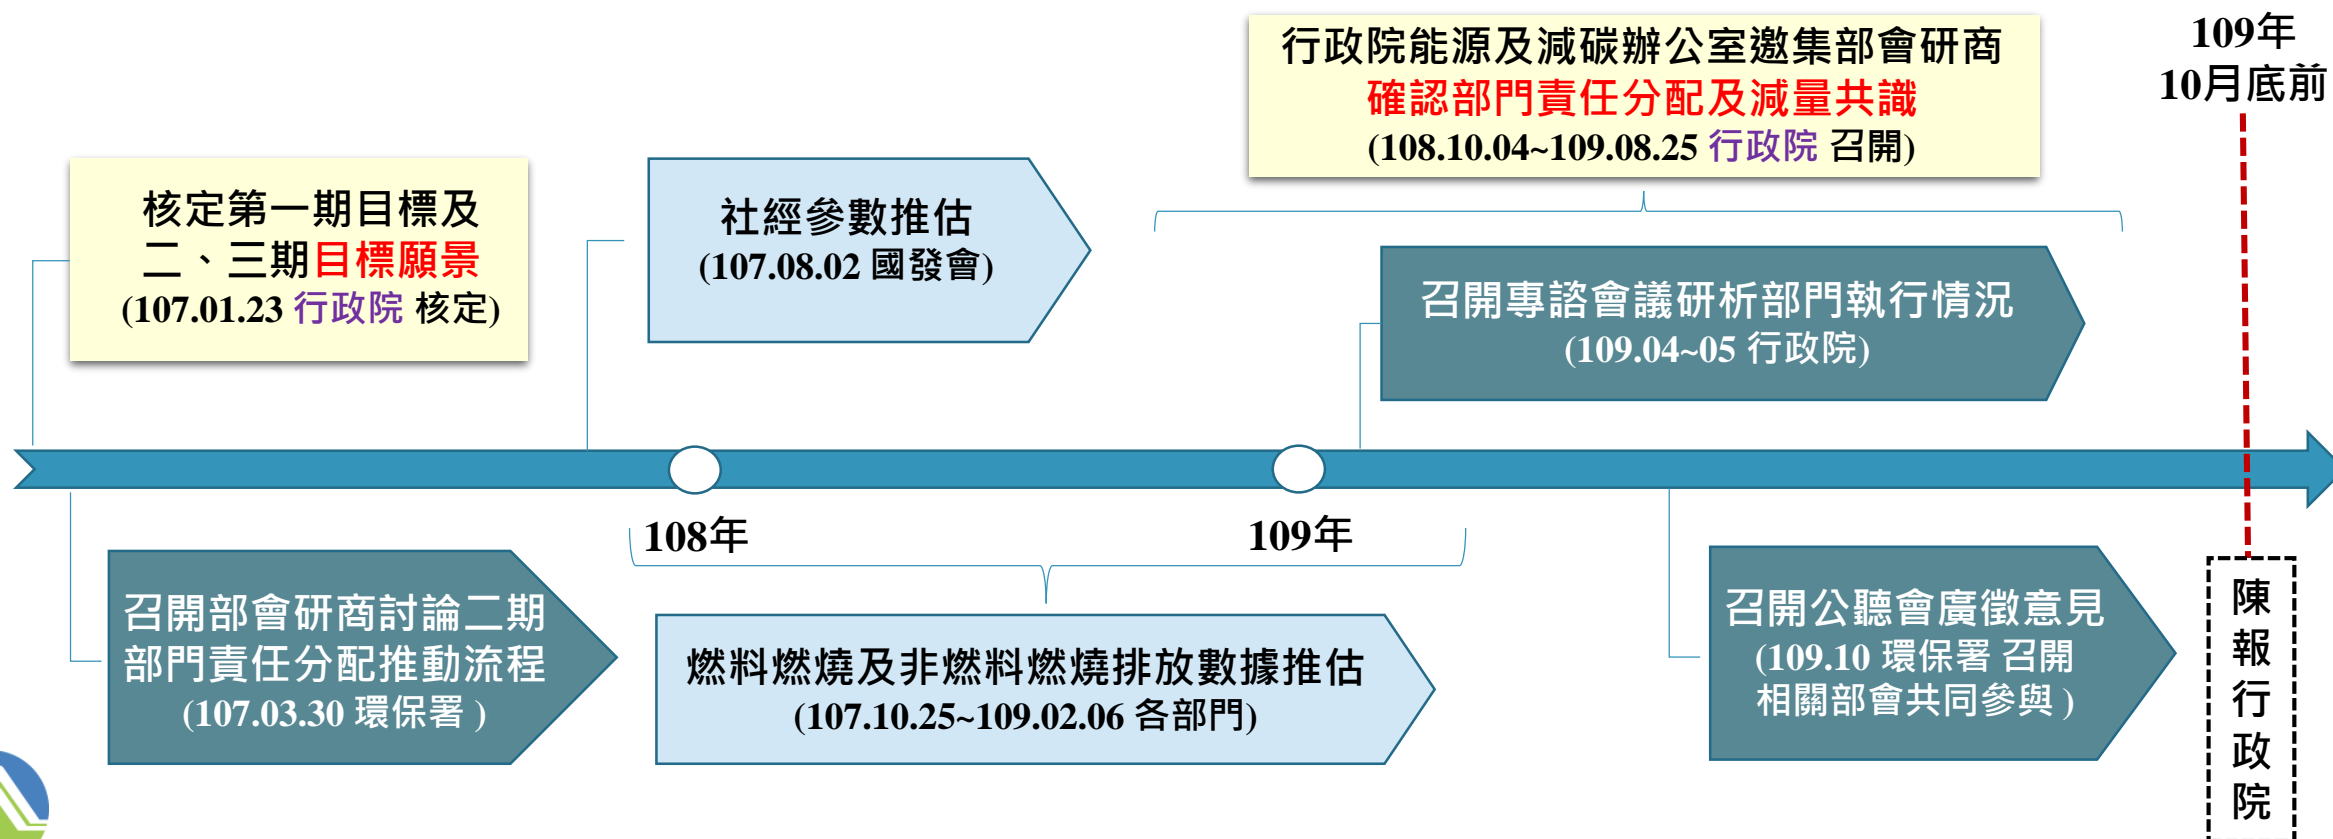 核定第一期目標及
二、三期目標願景
(107.01.23 行政院 核定)
社經參數推估
(107.08.02 國發會)
行政院能源及減碳辦公室邀集部會研商
確認部門責任分配及減量共識
(108.10.04~109.08.25 行政院 召開)
召開專諮會議研析部門執行情況
(109.04~05 行政院)
109年
10月底前
108年
109年
召開部會研商討論二期
部門責任分配推動流程
(107.03.30 環保署 )
燃料燃燒及非燃料燃燒排放數據推估
(107.10.25~109.02.06 各部門)
召開公聽會廣徵意見
(109.10 環保署 召開
相關部會共同參與 )
陳報行政院